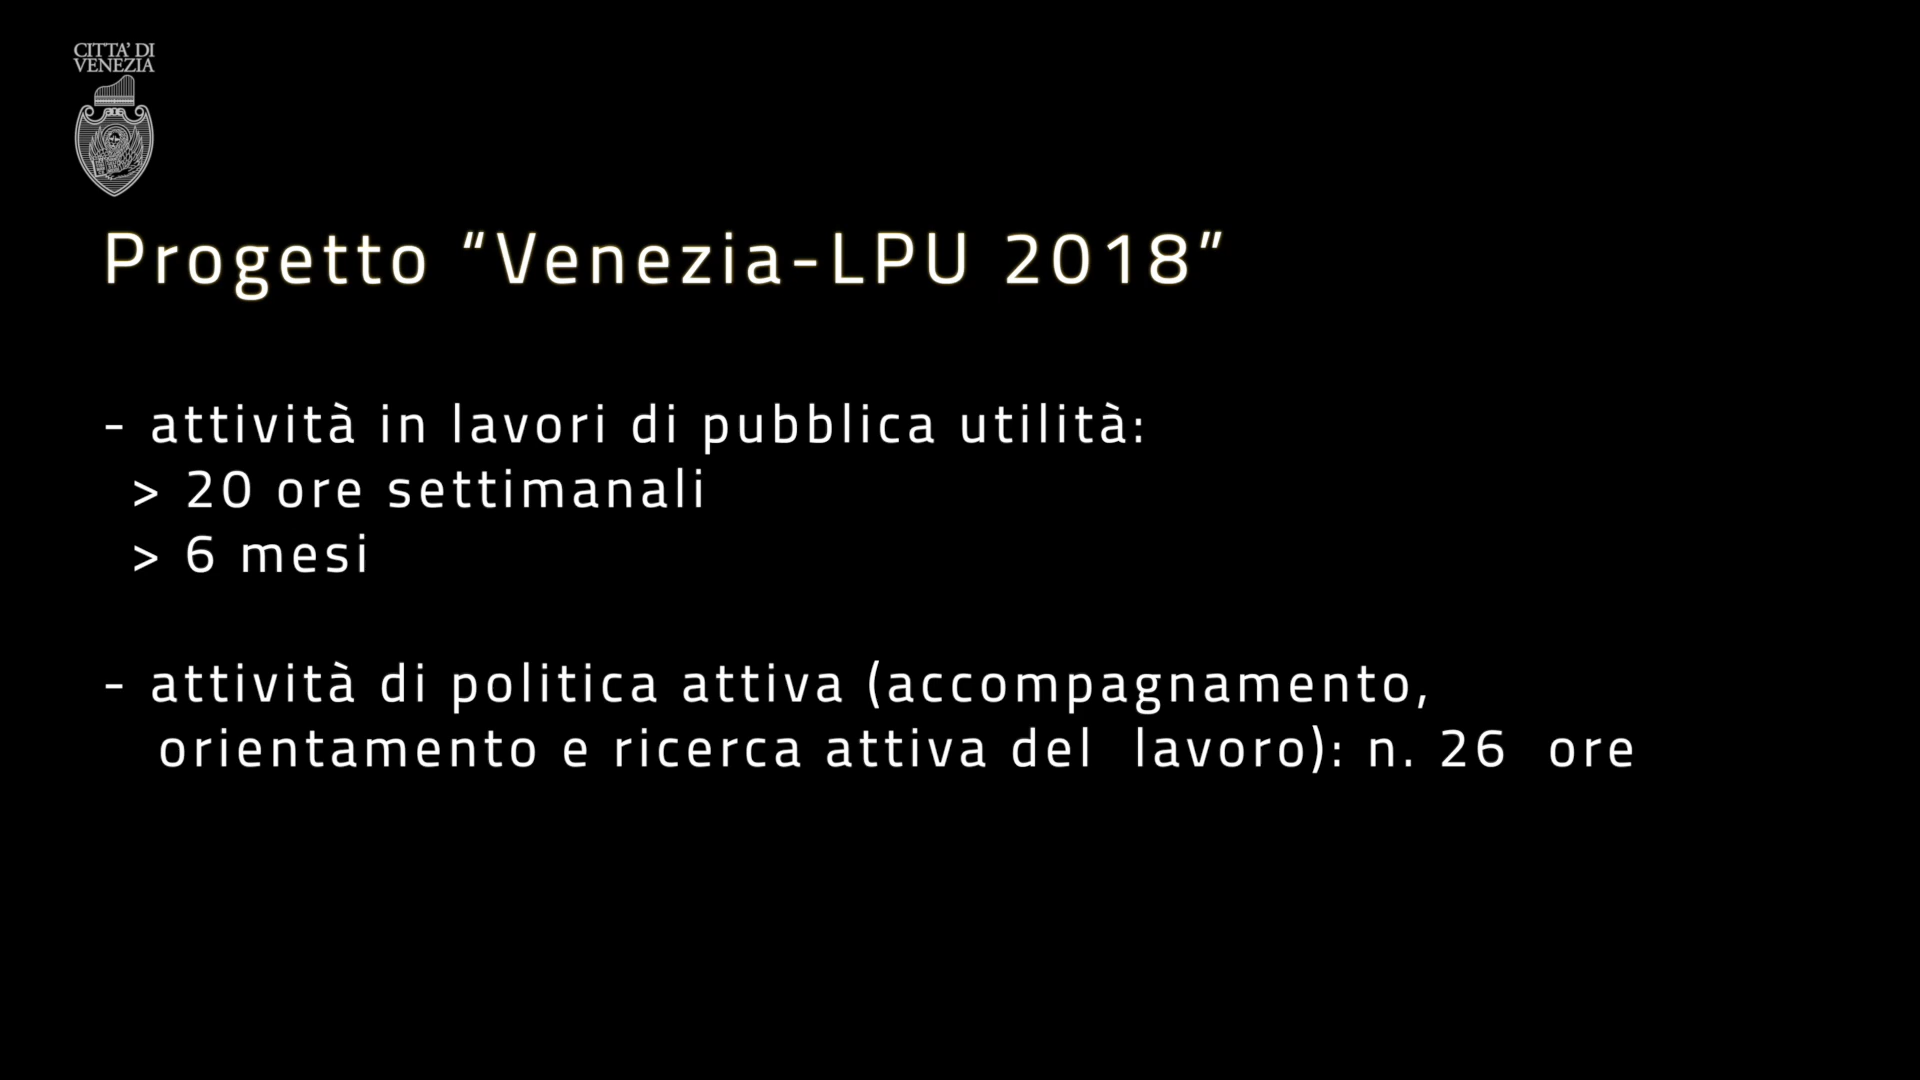 CITTA' DI
VENEZIA
Progetto “Venezia-LPU 2018”
- attività in lavori di pubblica utilità:
> 20 ore settimanali
> 6 mesi
- attività di politica attiva (accompagnamento,
orientamento e ricerca attiva del lavoro): n. 26 ore